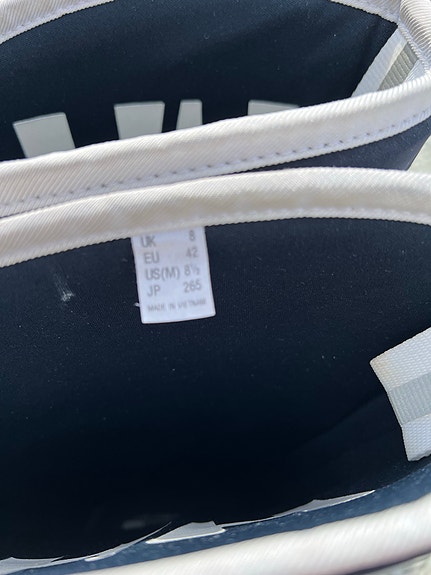 UK 8
EU 42
US(M) 8½
JP 265
MADE IN VIETNAM